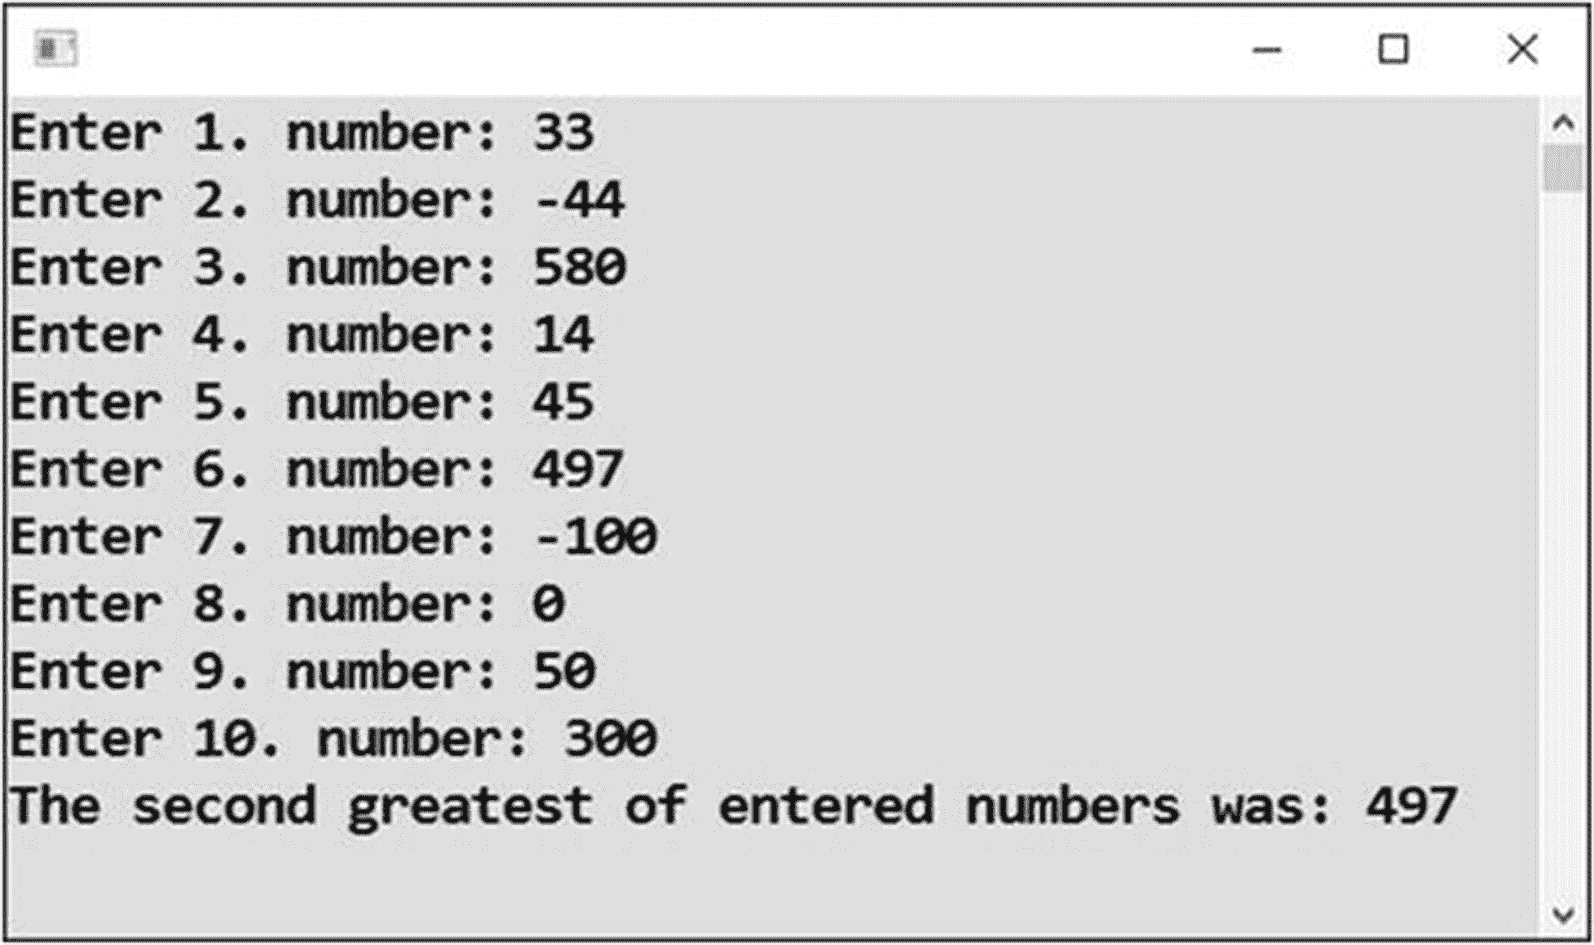 Enter 1. number: 33
Enter 2. number: -44
Enter 3. number: 580
Enter 4. number: 14
Enter 5. number: 45
Enter 6. number: 497
Enter 7. number: -100
Enter 8. number: 0
Enter 9. number: 50
Enter 10. number: 300
The second greatest of entered numbers was: 497